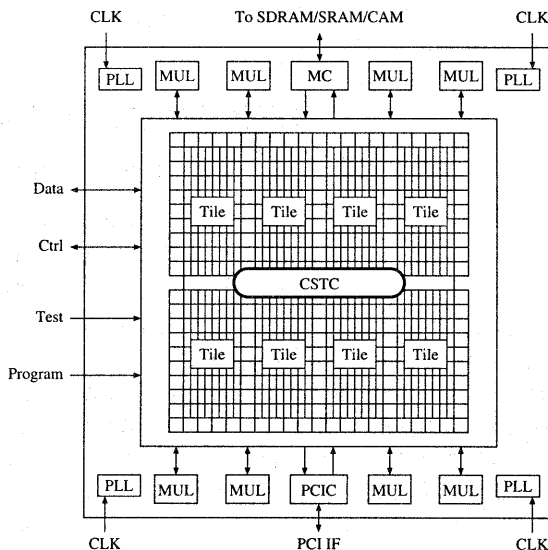 CLK To SDRAM/SRAM/CAM CLK
PLL MUL MUL MC MUL MUL PLL
Data
Tile Tile Tile Tile
Ctrl
CSTC
Test
Tile Tile Tile Tile
Program
PLL MUL MUL PCIC MUL MUL PLL
CLK PCI IF CLK